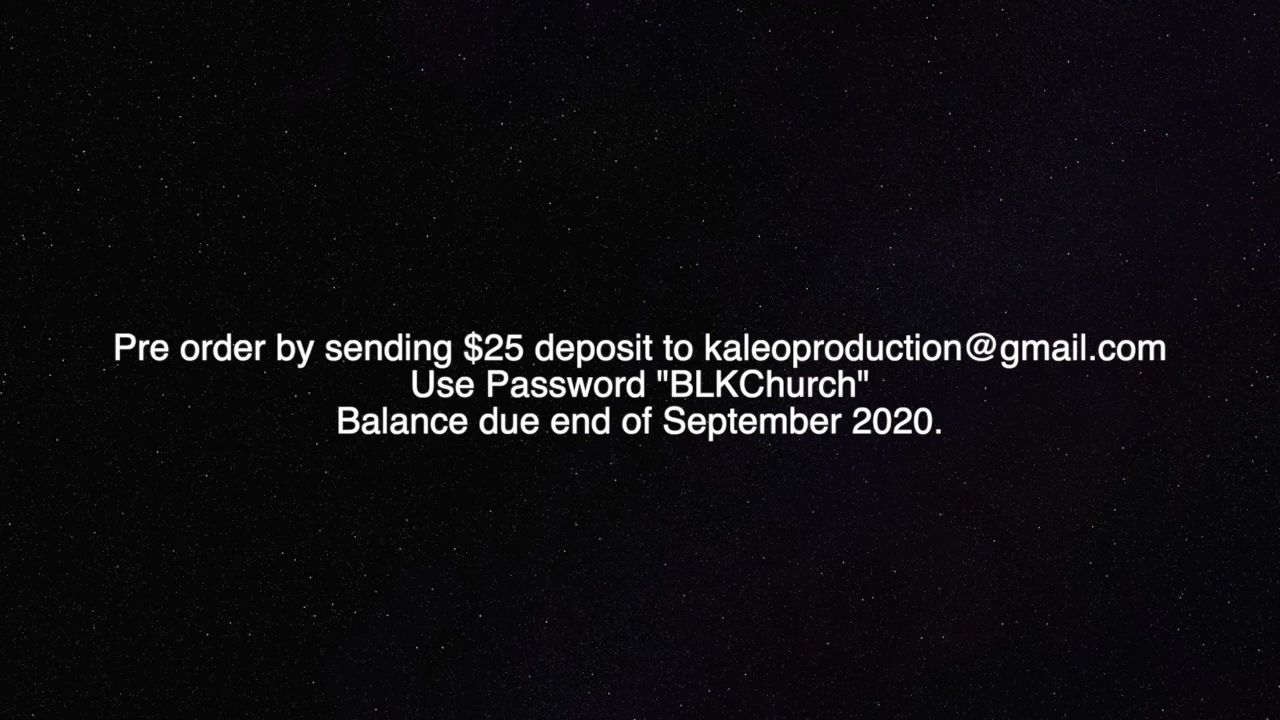 Pre order by sending $25 deposit to kaleoproduction@gmail.com
Use Password "BLKChurch"
Balance due end of September 2020.